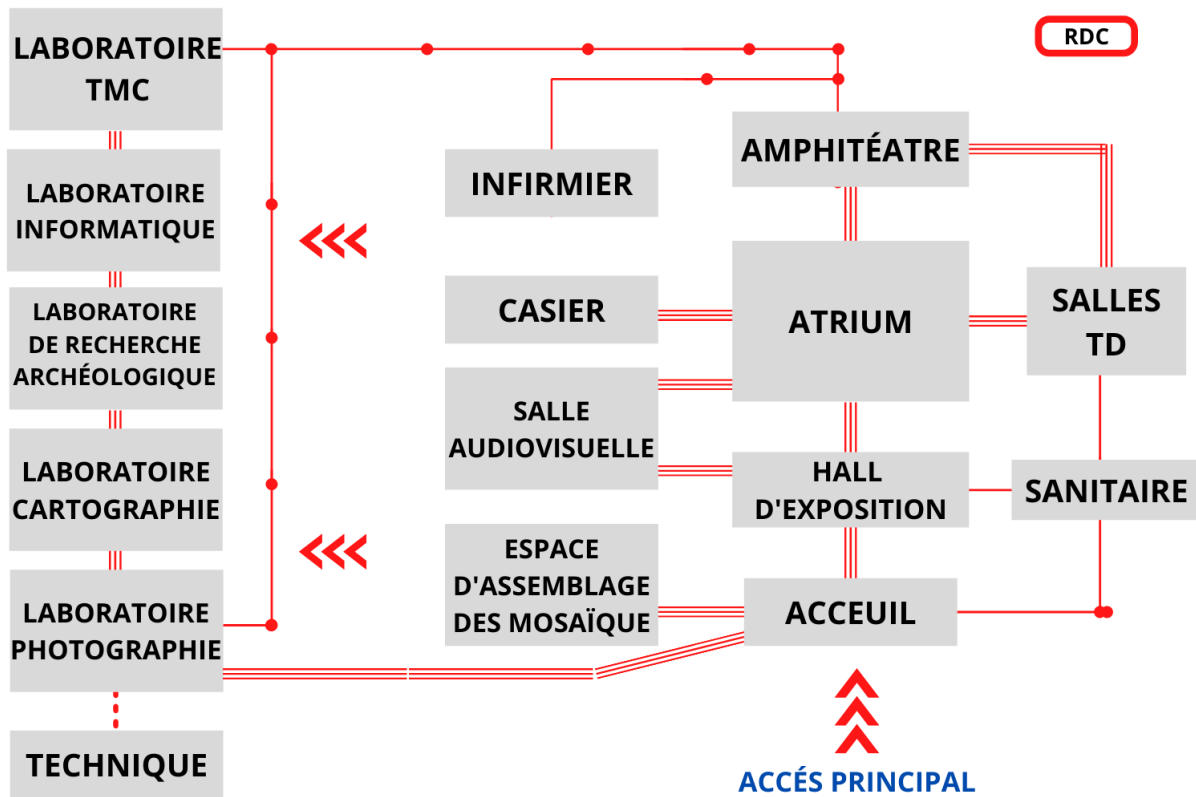 RDC
LABORATOIRE
TMC
LABORATOIRE
INFORMATIQUE
LABORATOIRE
DE RECHERCHE
ARCHÉOLOGIQUE
LABORATOIRE
CARTOGRAPHIE
LABORATOIRE
PHOTOGRAPHIE
TECHNIQUE
INFIRMIER
CASIER
SALLE
AUDIOVISUELLE
ESPACE
D'ASSEMBLAGE
DES MOSAÏQUE
AMPHITÉATRE
ATRIUM
HALL
D'EXPOSITION
ACCEUIL
SALLES
TD
SANITAIRE
ACCÉS PRINCIPAL